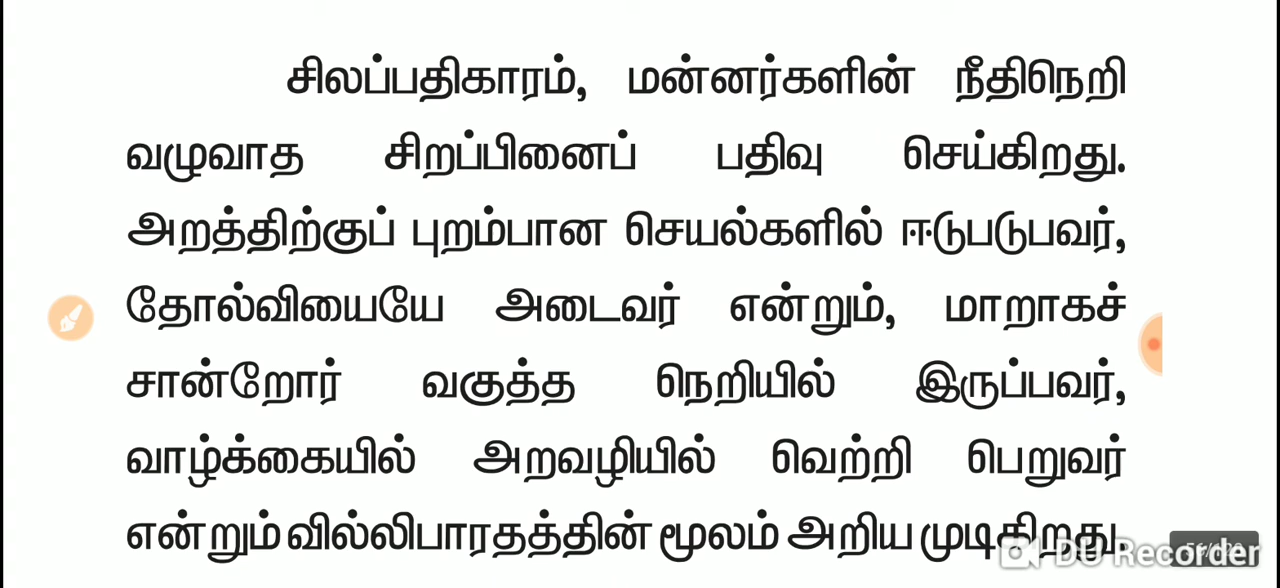 சிலப்பதிகாரம், மன்னர்களின் நீதிநெறி
வழுவாத சிறப்பினைப் பதிவு செய்கிறது.
அறத்திற்குப் புறம்பான செயல்களில் ஈடுபடுபவர்,
தோல்வியையே அடைவர் என்றும், மாறாகச்
சான்றோர் வகுத்த நெறியில் இருப்பவர்,
வாழ்க்கையில் அறவழியில் வெற்றி பெறுவர்
என்றும் வில்லிபாரதத்தின் மூலம் அறிய முடிகிறது.
DU Recorder